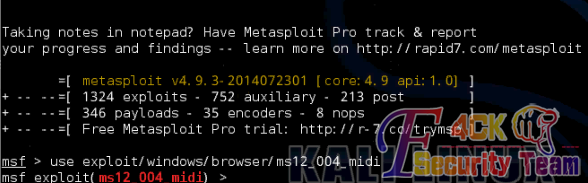 Taking notes in notepad? Have Metasploit Pro track & report
your progress and findings -- learn more on http://rapid7.com/metasploit
=[ metasploit v4.9.3-2014072301 [core:4.9 api:1.0] ]
+ -- --=[ 1324 exploits - 752 auxiliary - 213 post ]
+ -- --=[ 346 payloads - 35 encoders - 8 nops ]
+ -- --=[ Free Metasploit Pro trial: http://r-7.co/trymsp ]
msf > use exploit/windows/browser/ms12_004_midi
msf exploit(ms12_004_midi) >
F4CK
Security Team
KALI LINUX